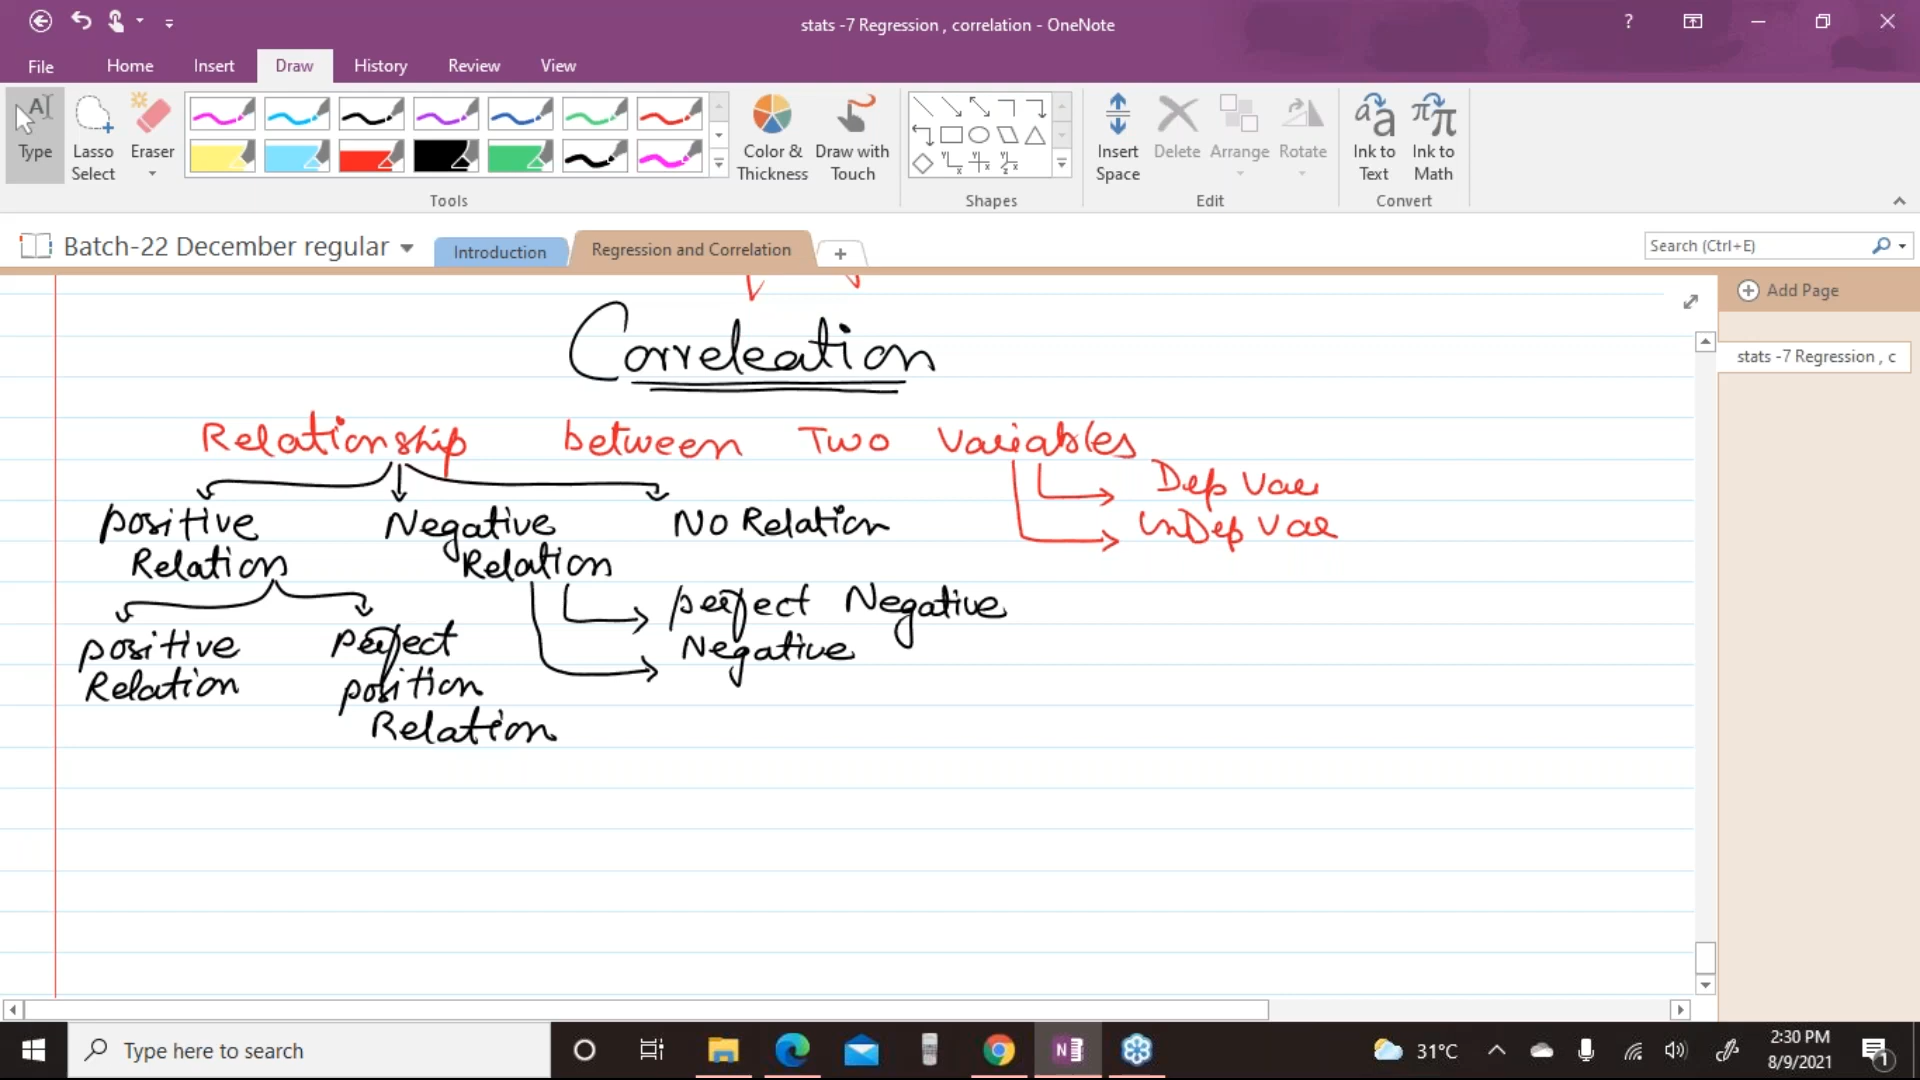 stats -7 Regression , correlation - OneNote
?
File Home Insert Draw History Review View
Type
Lasso Select
Eraser
Color & Thickness
Draw with Touch
Insert Space
Delete
Arrange
Rotate
Ink to Text
Ink to Math
Tools
Shapes
Edit
Convert
Batch-22 December regular
Introduction
Regression and Correlation
Search (Ctrl+E)
Add Page
stats -7 Regression , c
Correleation
Relationship between Two Variables
Dep Var
InDep Var
positive Relation
Negative Relation
No Relation
positive Relation
perfect position Relation
perfect Negative
Negative
Type here to search
31°C
2:30 PM
8/9/2021
1